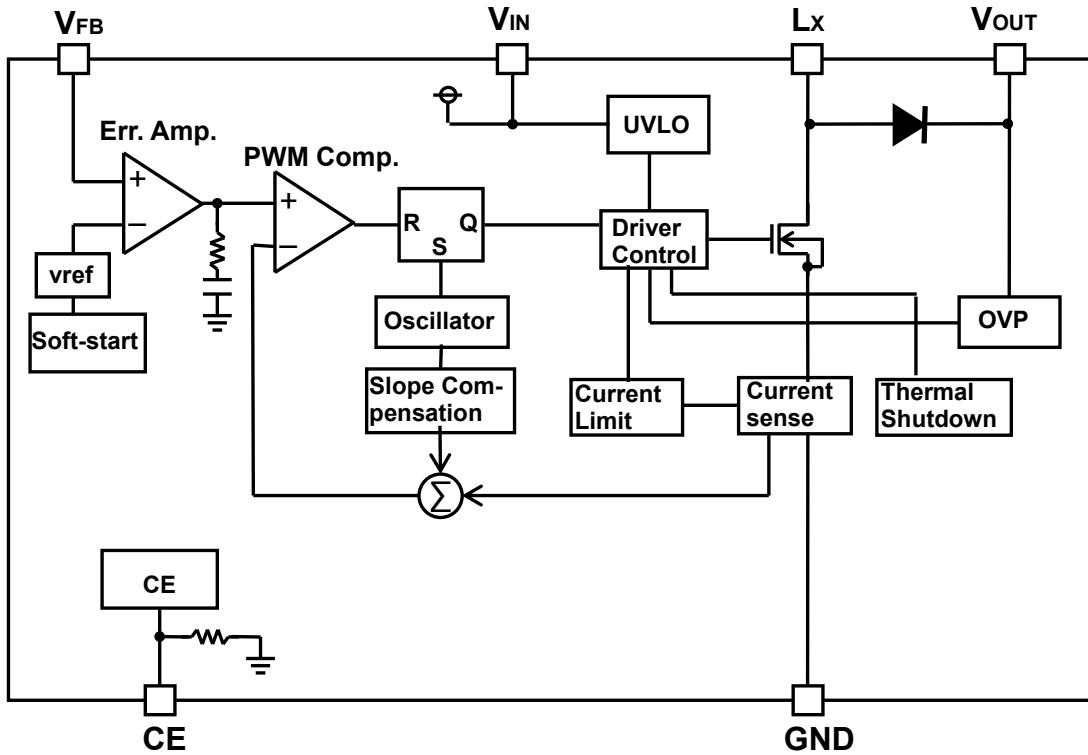 VFB
VIN
LX
VOUT
Err. Amp.
UVLO
PWM Comp.
+
−
+
−
R
Q
S
Driver
Control
vref
Soft-start
Oscillator
OVP
Slope Com-
pensation
Current
Limit
Current
sense
Thermal
Shutdown
Σ
CE
CE
GND